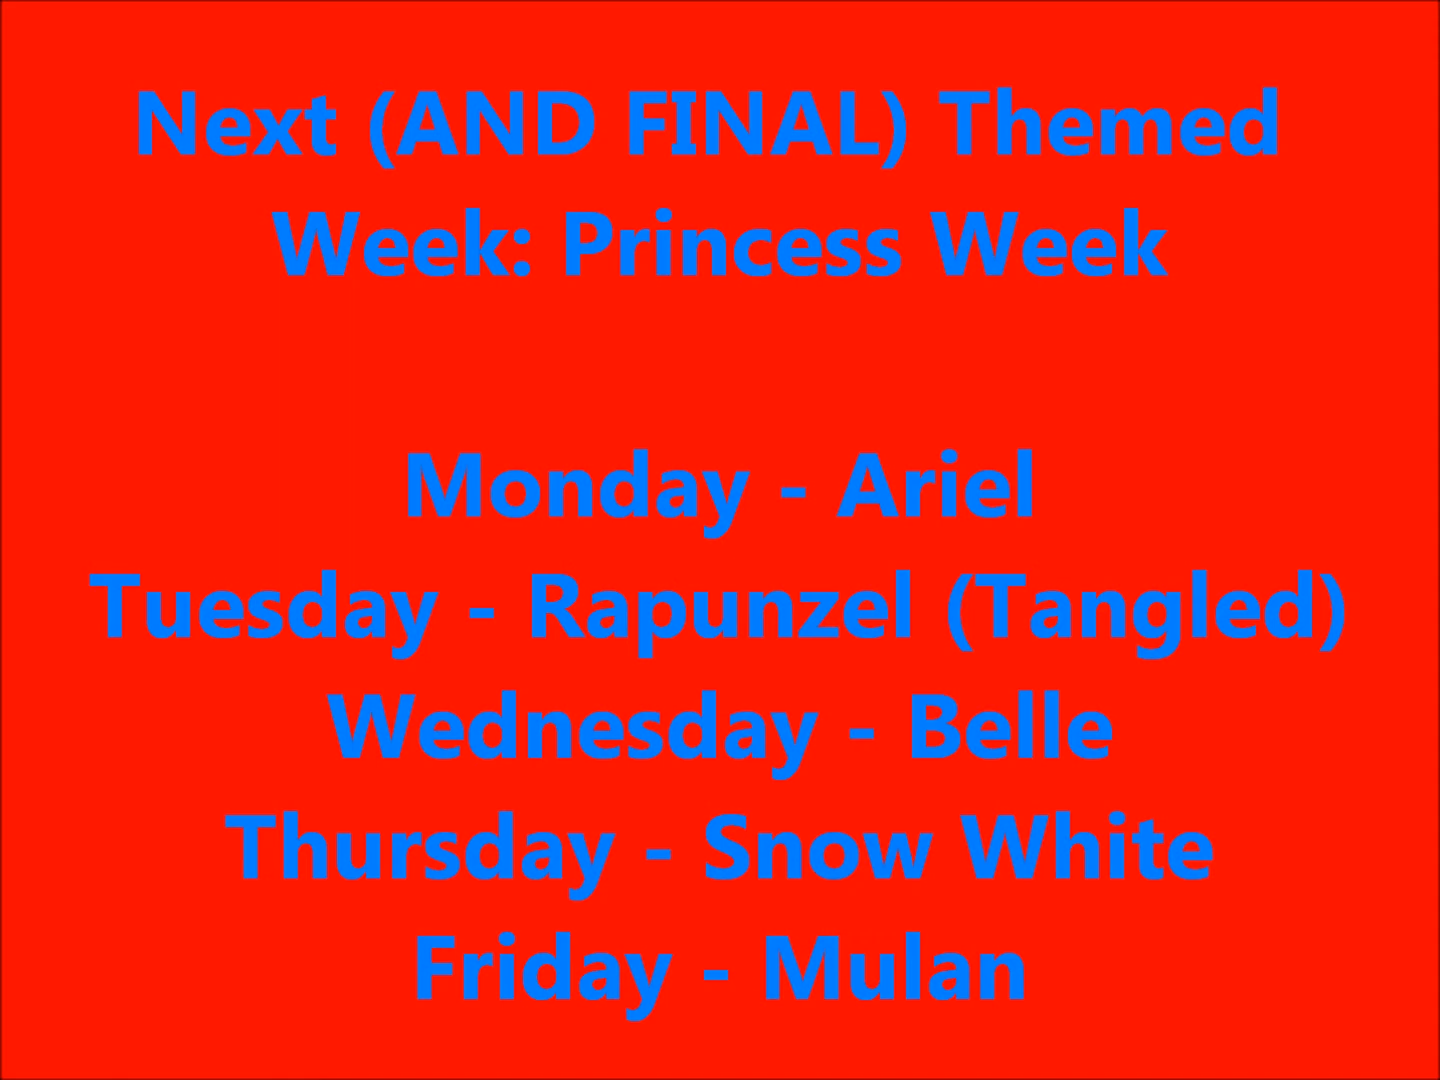 Next (AND FINAL) Themed
Week: Princess Week
Monday - Ariel
Tuesday - Rapunzel (Tangled)
Wednesday - Belle
Thursday - Snow White
Friday - Mulan